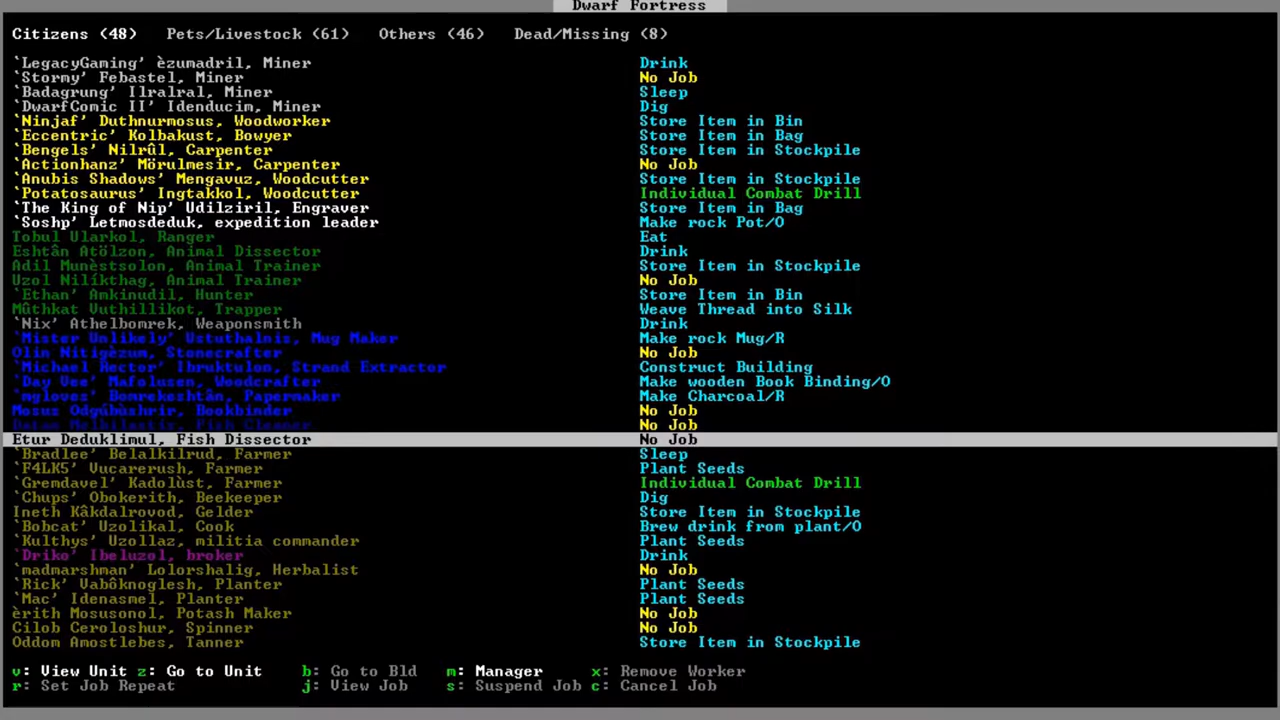 Dwarf Fortress
Citizens (48) Pets/Livestock (61) Others (46) Dead/Missing (8)
`LegacyGaming' èzumadril, Miner Drink
`Stormy' Febastel, Miner No Job
`Badagrung' Ilralral, Miner Sleep
`DwarfComic II' Idenducim, Miner Dig
`Ninjaf' Duthnurmosus, Woodworker Store Item in Bin
`Eccentric' Kolbakust, Bowyer Store Item in Bag
`Bengels' Nilrûl, Carpenter Store Item in Stockpile
`Actionhanz' Mörulmesir, Carpenter No Job
`Anubis Shadows' Mengavuz, Woodcutter Store Item in Stockpile
`Potatosaurus' Ingtakkol, Woodcutter Individual Combat Drill
`The King of Nip' Udilziril, Engraver Store Item in Bag
`Soshp' Letmosdeduk, expedition leader Make rock Pot/O
Tobul Ularkol, Ranger Eat
Eshtân Atölzon, Animal Dissector Drink
Adil Munèstsolon, Animal Trainer Store Item in Stockpile
Uzol Nilíkthag, Animal Trainer No Job
`Ethan' Amkinudil, Hunter Store Item in Bin
Mûthkat Vuthillikot, Trapper Weave Thread into Silk
`Nix' Athelbomrek, Weaponsmith Drink
`Mister Unlikely' Ustuthalnis, Mug Maker Make rock Mug/R
Olin Nitigèzum, Stonecrafter No Job
`Michael Hector' Ibruktulon, Strand Extractor Construct Building
`Day Vee' Mafolusen, Woodcrafter Make wooden Book Binding/O
`myloves' Bomrekeshtân, Papermaker Make Charcoal/R
Mosus Odgúbùshrir, Bookbinder No Job
Fish Cleaner No Job
Etur Deduklimul, Fish Dissector No Job
`Bradlee' Belalkilrud, Farmer Sleep
`F4LK5' Vucarerush, Farmer Plant Seeds
`Gremdavel' Kadolùst, Farmer Individual Combat Drill
`Chups' Obokerith, Beekeeper Dig
Ineth Kâkdalrovod, Gelder Store Item in Stockpile
`Bobcat' Uzolikal, Cook Brew drink from plant/O
`Kulthys' Uzollaz, militia commander Plant Seeds
`Driko' Ibeluzol, broker Drink
`madmarshman' Lolorshalig, Herbalist No Job
`Rick' Vabôknoglesh, Planter Plant Seeds
`Mac' Idenasmel, Planter Plant Seeds
èrith Mosusonol, Potash Maker No Job
Cilob Ceroloshur, Spinner No Job
Oddom Amostlebes, Tanner Store Item in Stockpile
v: View Unit z: Go to Unit b: Go to Bld m: Manager x: Remove Worker
r: Set Job Repeat j: View Job s: Suspend Job c: Cancel Job